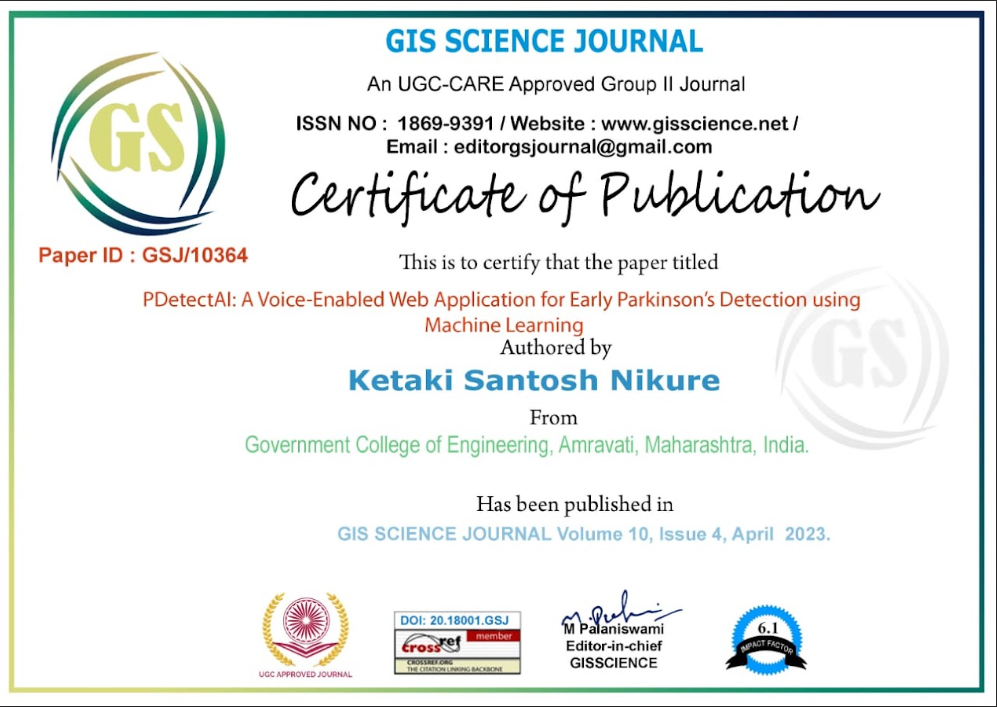 GIS SCIENCE JOURNAL
An UGC-CARE Approved Group II Journal
ISSN NO : 1869-9391 / Website : www.gisscience.net /
Email : editorgsjournal@gmail.com
GS
Certificate of Publication
Paper ID : GSJ/10364
This is to certify that the paper titled
PDetectAI: A Voice-Enabled Web Application for Early Parkinson's Detection using
Machine Learning
Authored by
GS
Ketaki Santosh Nikure
From
Government College of Engineering, Amravati, Maharashtra, India.
Has been published in
GIS SCIENCE JOURNAL Volume 10, Issue 4, April 2023.
UGC APPROVED JOURNAL
DOI: 20.18001.GSJ
crossref member
CROSSREF.ORG
THE CITATION LINKING BACKBONE
M Palaniswami
Editor-in-chief
GISSCIENCE
6.1
IMPACT FACTOR